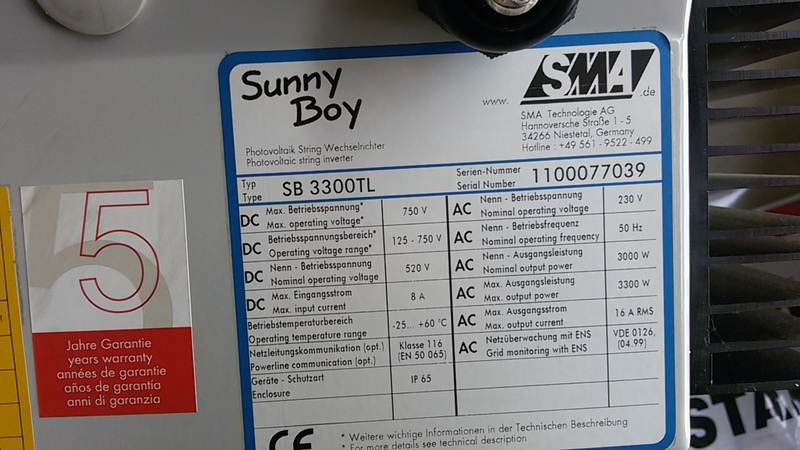 Sunny
Boy
SMA
www. .de
SMA Technologie AG
Hannoversche Straße 1 - 5
34266 Niestetal, Germany
Hotline : +49 561 - 9522 - 499
Photovoltaik String Wechselrichter
Photovoltaic string inverter
Typ
Type
SB 3300TL
Serien-Nummer
Serial Number
1100077039
DC Max. Betriebsspannung*
Max. operating voltage*
750 V
DC Betriebsspannungsbereich*
Operating voltage range*
125 - 750 V
DC Nenn - Betriebsspannung
Nominal operating voltage
520 V
DC Max. Eingangsstrom
Max. input current
8 A
Betriebstemperaturbereich
Operating temperature range
-25... +60 °C
Netzleitungskommunikation (opt.)
Powerline communication (opt.)
Klasse 116
(EN 50 065)
Geräte - Schutzart
Enclosure
IP 65
AC Nenn - Betriebsspannung
Nominal operating voltage
230 V
AC Nenn - Betriebsfrequenz
Nominal operating frequency
50 Hz
AC Nenn - Ausgangsleistung
Nominal output power
3000 W
AC Max. Ausgangsleistung
Max. output power
3300 W
AC Max. Ausgangsstrom
Max. output current
16 A RMS
AC Netzüberwachung mit ENS
Grid monitoring with ENS
VDE 0126,
(04.99)
CE
* Weitere wichtige Informationen in der Technischen Beschreibung
* For more details see technical description
5
Jahre Garantie
years warranty
années de garantie
años de garantía
anni di garanzia